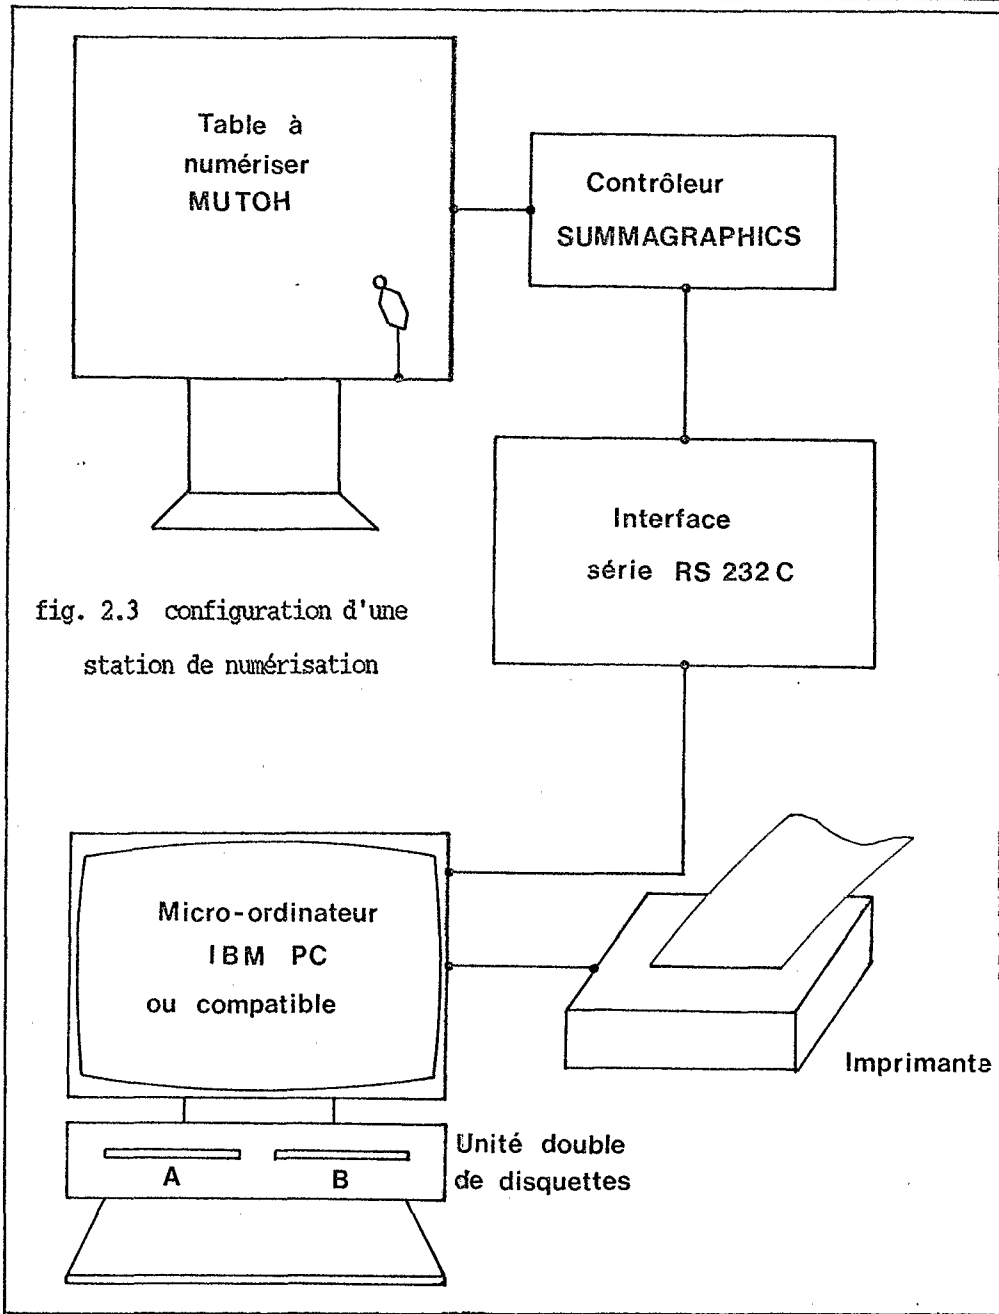 Table à
numériser
MUTOH
Contrôleur
SUMMAGRAPHICS
Interface
série RS 232 C
fig. 2.3 configuration d'une
station de numérisation
Micro-ordinateur
IBM PC
ou compatible
Imprimante
Unité double
de disquettes
A B